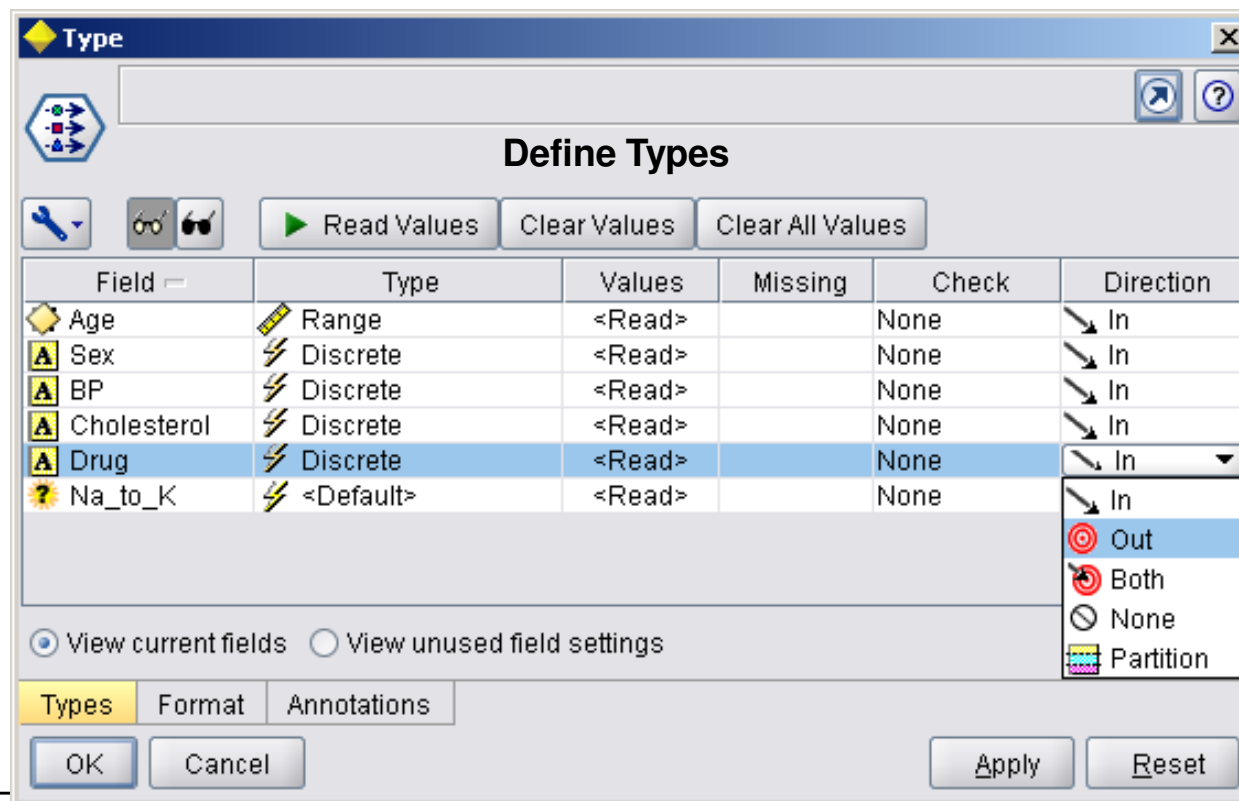 Type
Define Types
Read Values Clear Values Clear All Values
Field Type Values Missing Check Direction
Age Range <Read> None In
A Sex Discrete <Read> None In
A BP Discrete <Read> None In
A Cholesterol Discrete <Read> None In
A Drug Discrete <Read> None In
? Na_to_K <Default> <Read> None In
Out
Both
None
Partition
View current fields View unused field settings
Types Format Annotations
OK Cancel Apply Reset